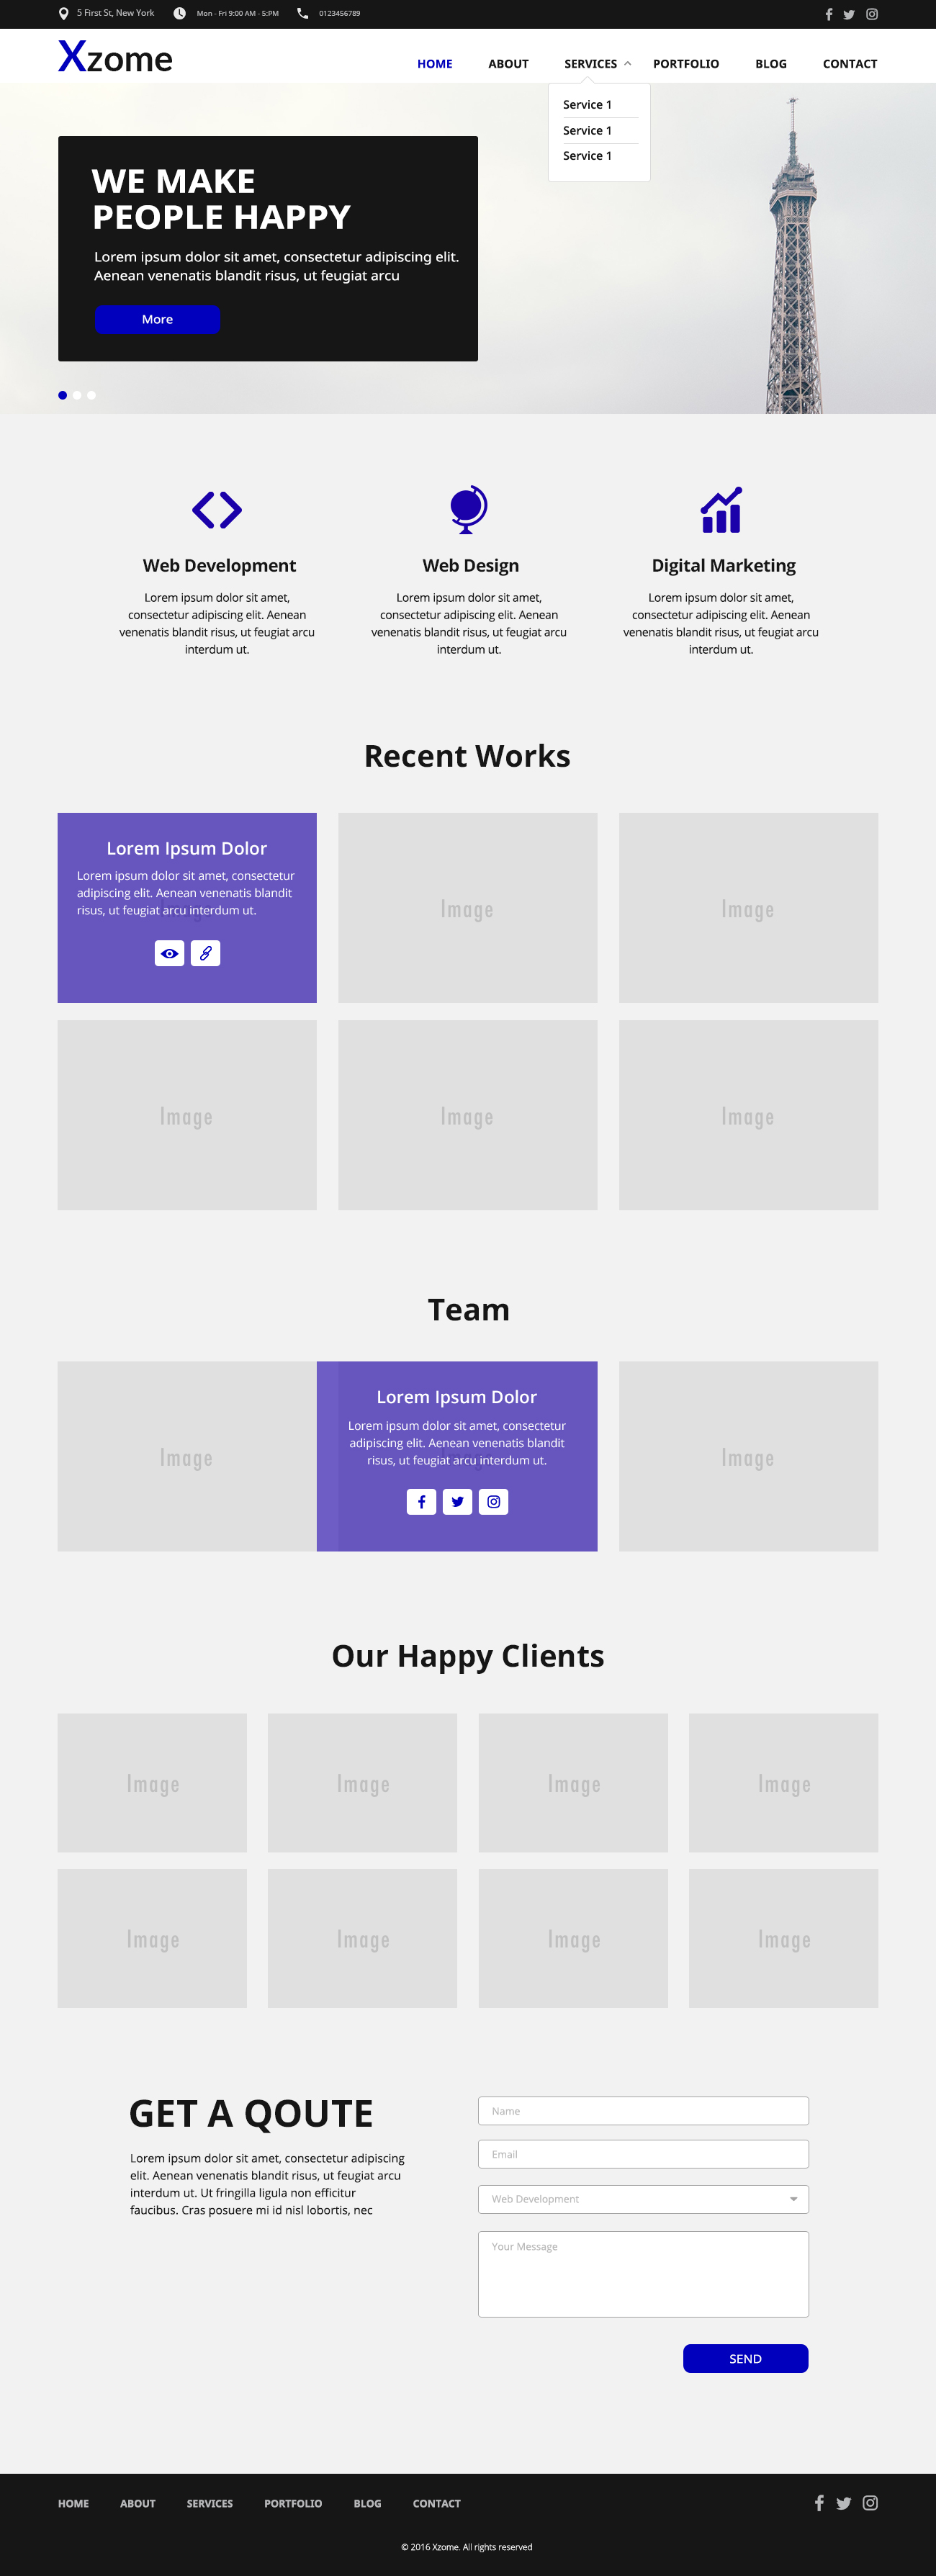 5 First St, New York
Mon - Fri 9:00 AM - 5:PM
0123456789
Xzome
HOME
ABOUT
SERVICES
PORTFOLIO
BLOG
CONTACT
Service 1
Service 1
Service 1
WE MAKE
PEOPLE HAPPY
Lorem ipsum dolor sit amet, consectetur adipiscing elit.
Aenean venenatis blandit risus, ut feugiat arcu
More
Web Development
Lorem ipsum dolor sit amet,
consectetur adipiscing elit. Aenean
venenatis blandit risus, ut feugiat arcu
interdum ut.
Web Design
Lorem ipsum dolor sit amet,
consectetur adipiscing elit. Aenean
venenatis blandit risus, ut feugiat arcu
interdum ut.
Digital Marketing
Lorem ipsum dolor sit amet,
consectetur adipiscing elit. Aenean
venenatis blandit risus, ut feugiat arcu
interdum ut.
Recent Works
Lorem Ipsum Dolor
Lorem ipsum dolor sit amet, consectetur
adipiscing elit. Aenean venenatis blandit
risus, ut feugiat arcu interdum ut.
Image
Image
Image
Image
Image
Image
Team
Image
Lorem Ipsum Dolor
Lorem ipsum dolor sit amet, consectetur
adipiscing elit. Aenean venenatis blandit
risus, ut feugiat arcu interdum ut.
Image
Image
Our Happy Clients
Image
Image
Image
Image
Image
Image
Image
Image
GET A QOUTE
Lorem ipsum dolor sit amet, consectetur adipiscing
elit. Aenean venenatis blandit risus, ut feugiat arcu
interdum ut. Ut fringilla ligula non efficitur
faucibus. Cras posuere mi id nisl lobortis, nec
Name
Email
Web Development
Your Message
SEND
HOME
ABOUT
SERVICES
PORTFOLIO
BLOG
CONTACT
© 2016 Xzome. All rights reserved